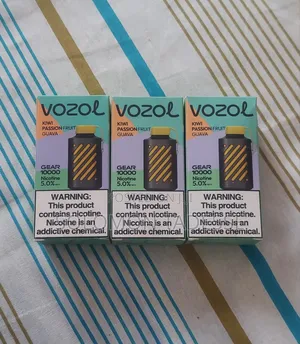 VOZOL
KIWI
PASSION FRUIT
GUAVA
GEAR
10000
Nicotine
5.0%
WARNING:
This product
contains nicotine.
Nicotine is an
addictive chemical.
VOZOL
KIWI
PASSION FRUIT
GUAVA
GEAR
10000
Nicotine
5.0%
WARNING:
This product
contains nicotine.
Nicotine is an
addictive chemical.
VOZOL
KIWI
PASSION FRUIT
GUAVA
GEAR
10000
Nicotine
5.0%
WARNING:
This product
contains nicotine.
Nicotine is an
addictive chemical.